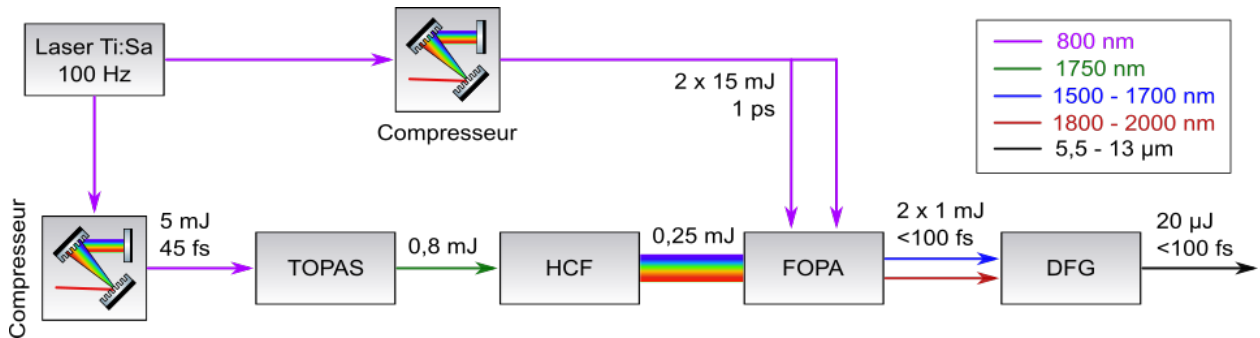 Laser Ti:Sa
100 Hz
Compresseur
2 x 15 mJ
1 ps
800 nm
1750 nm
1500 - 1700 nm
1800 - 2000 nm
5,5 - 13 µm
Compresseur
5 mJ
45 fs
TOPAS
0,8 mJ
HCF
0,25 mJ
FOPA
2 x 1 mJ
<100 fs
DFG
20 µJ
<100 fs